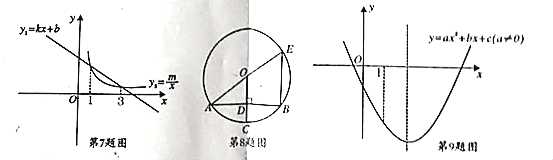 y₁=kx+b
y
y₂=m/x
O
1
3
x
第7题图
E
O
A
D
B
C
第8题图
y
y=ax²+bx+c(a≠0)
O
1
x
第9题图